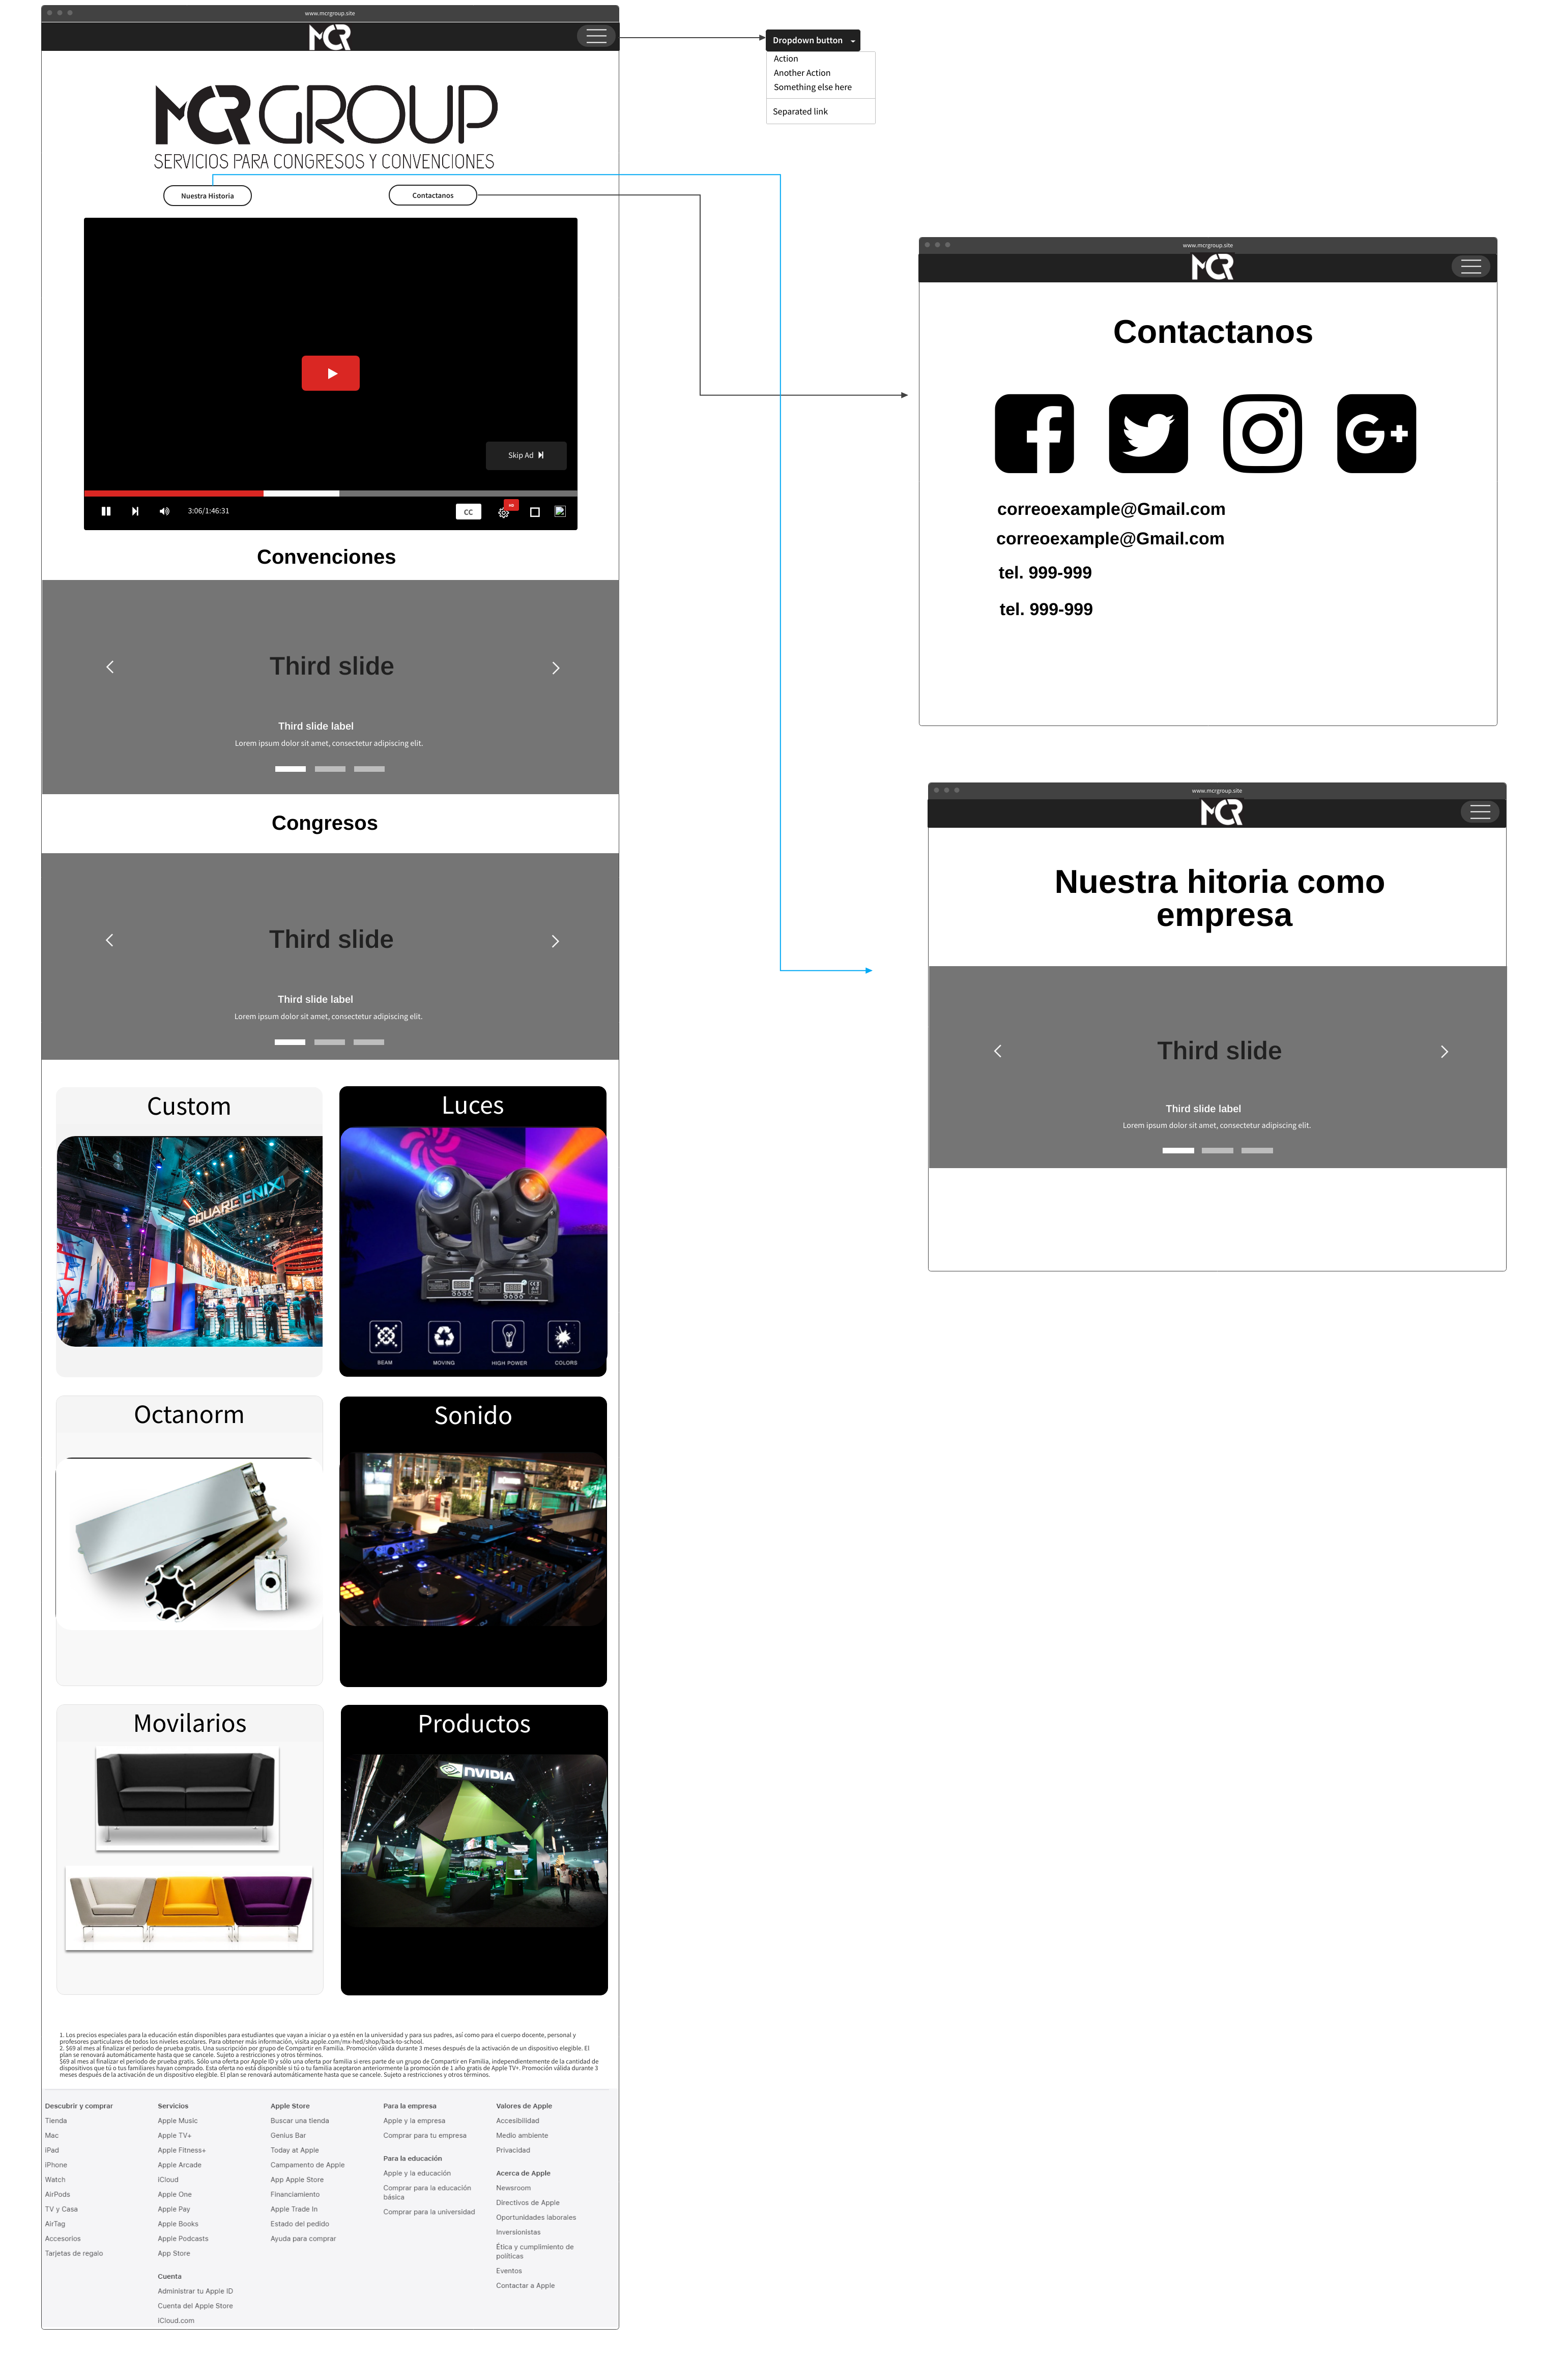 www.mcrgroup.site
MCR
Dropdown button
Action
Another Action
Something else here
Separated link
MCR GROUP
SERVICIOS PARA CONGRESOS Y CONVENCIONES
Nuestra Historia
Contactanos
Skip Ad
3:06/1:46:31
CC
Convenciones
Third slide
Third slide label
Lorem ipsum dolor sit amet, consectetur adipiscing elit.
Congresos
Third slide
Third slide label
Lorem ipsum dolor sit amet, consectetur adipiscing elit.
Custom
SQUARE ENIX
Luces
BEAM
MOVING
HIGH POWER
COLORS
Octanorm
Sonido
Movilarios
Productos
NVIDIA
1. Los precios especiales para la educación están disponibles para estudiantes que vayan a iniciar o ya estén en la universidad y para sus padres, así como para el cuerpo docente, personal y
profesores particulares de todos los niveles escolares. Para obtener más información, visita apple.com/mx-hed/shop/back-to-school.
2. $69 al mes al finalizar el periodo de prueba gratis. Una suscripción por grupo de Compartir en Familia. Promoción válida durante 3 meses después de la activación de un dispositivo elegible. El
plan se renovará automáticamente hasta que se cancele. Sujeto a restricciones y otros términos.
$69 al mes al finalizar el periodo de prueba gratis. Sólo una oferta por Apple ID y sólo una oferta por familia si eres parte de un grupo de Compartir en Familia, independientemente de la cantidad de
dispositivos que tú o tus familiares hayan comprado. Esta oferta no está disponible si tú o tu familia aceptaron anteriormente la promoción de 1 año gratis de Apple TV+. Promoción válida durante 3
meses después de la activación de un dispositivo elegible. El plan se renovará automáticamente hasta que se cancele. Sujeto a restricciones y otros términos.
Descubrir y comprar
Tienda
Mac
iPad
iPhone
Watch
AirPods
TV y Casa
AirTag
Accesorios
Tarjetas de regalo
Servicios
Apple Music
Apple TV+
Apple Fitness+
Apple Arcade
iCloud
Apple One
Apple Pay
Apple Books
Apple Podcasts
App Store
Cuenta
Administrar tu Apple ID
Cuenta del Apple Store
iCloud.com
Apple Store
Buscar una tienda
Genius Bar
Today at Apple
Campamento de Apple
App Apple Store
Financiamiento
Apple Trade In
Estado del pedido
Ayuda para comprar
Para la empresa
Apple y la empresa
Comprar para tu empresa
Para la educación
Apple y la educación
Comprar para la educación
básica
Comprar para la universidad
Valores de Apple
Accesibilidad
Medio ambiente
Privacidad
Acerca de Apple
Newsroom
Directivos de Apple
Oportunidades laborales
Inversionistas
Ética y cumplimiento de
políticas
Eventos
Contactar a Apple
www.mcrgroup.site
MCR
Contactanos
correoexample@Gmail.com
correoexample@Gmail.com
tel. 999-999
tel. 999-999
www.mcrgroup.site
MCR
Nuestra hitoria como
empresa
Third slide
Third slide label
Lorem ipsum dolor sit amet, consectetur adipiscing elit.